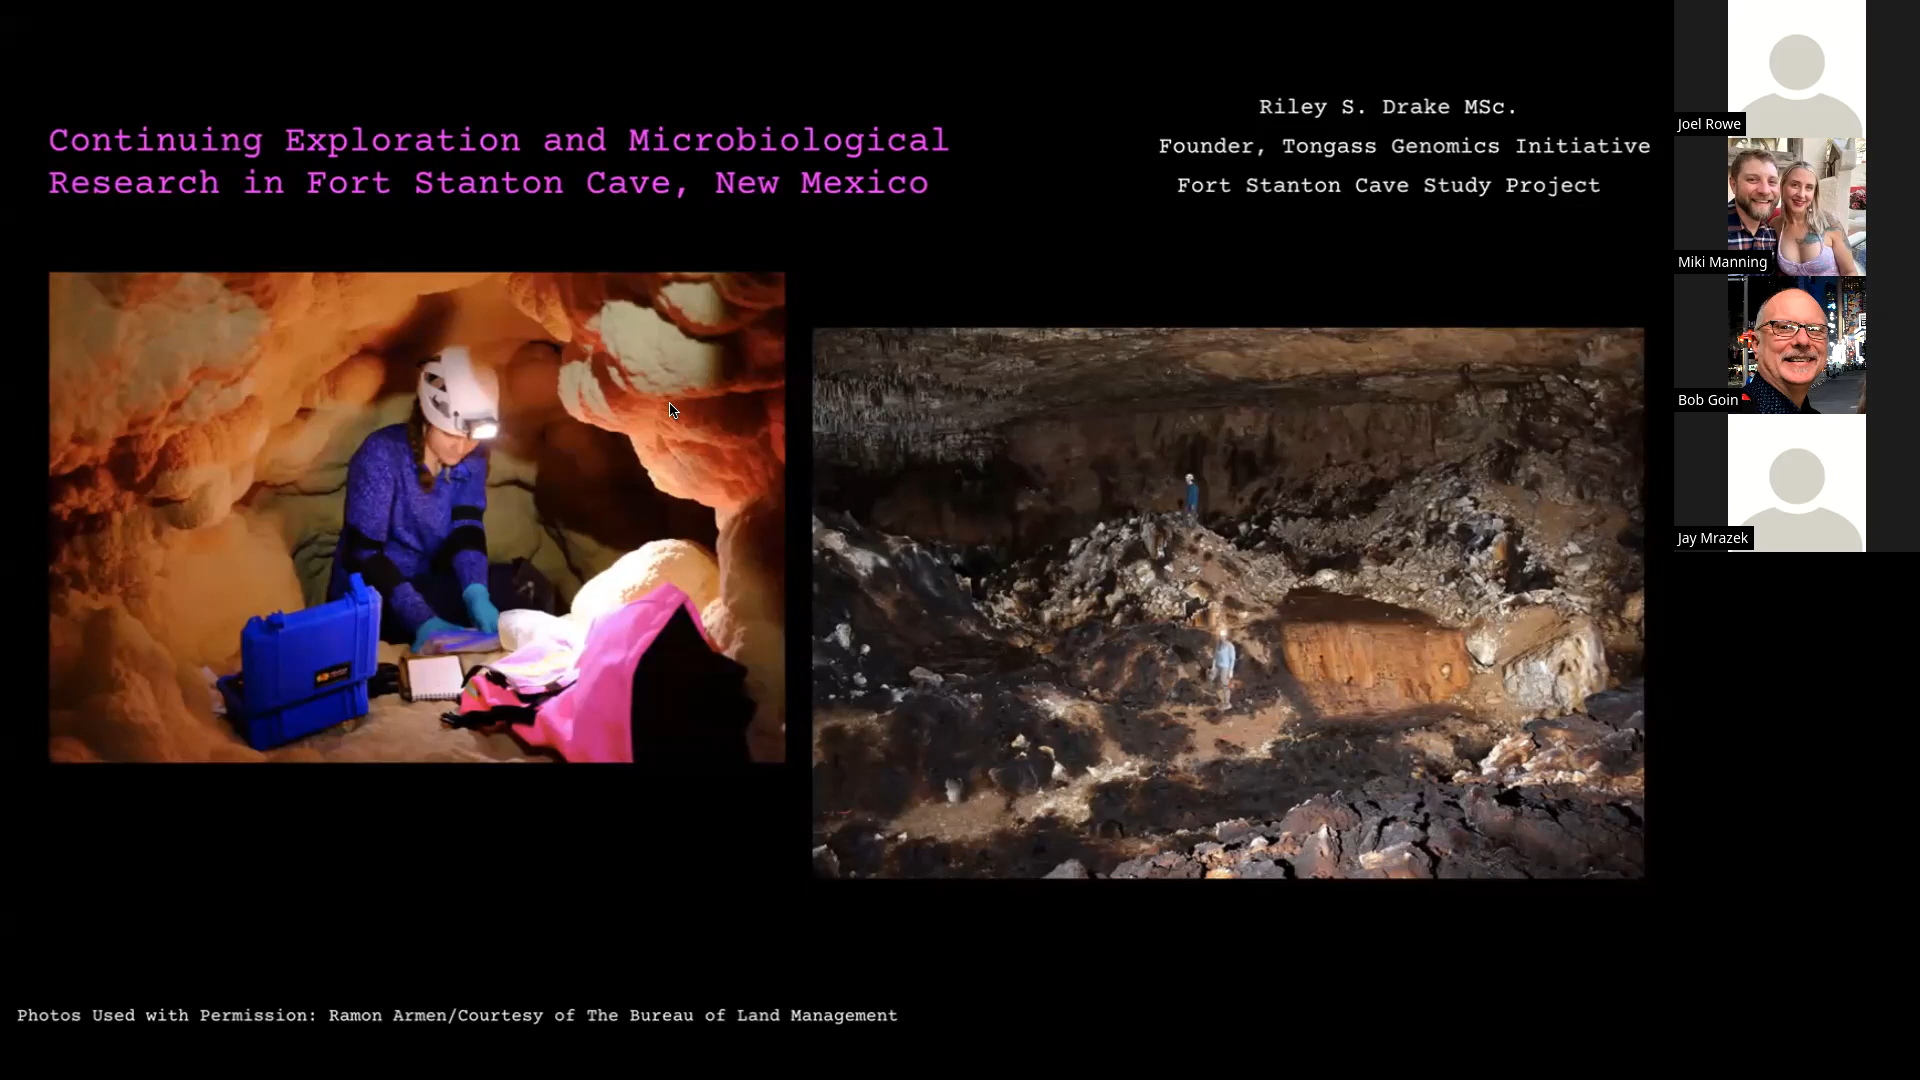 Continuing Exploration and Microbiological
Research in Fort Stanton Cave, New Mexico
Riley S. Drake MSc.
Founder, Tongass Genomics Initiative
Fort Stanton Cave Study Project
Joel Rowe
Miki Manning
Bob Goin
Jay Mrazek
Photos Used with Permission: Ramon Armen/Courtesy of The Bureau of Land Management